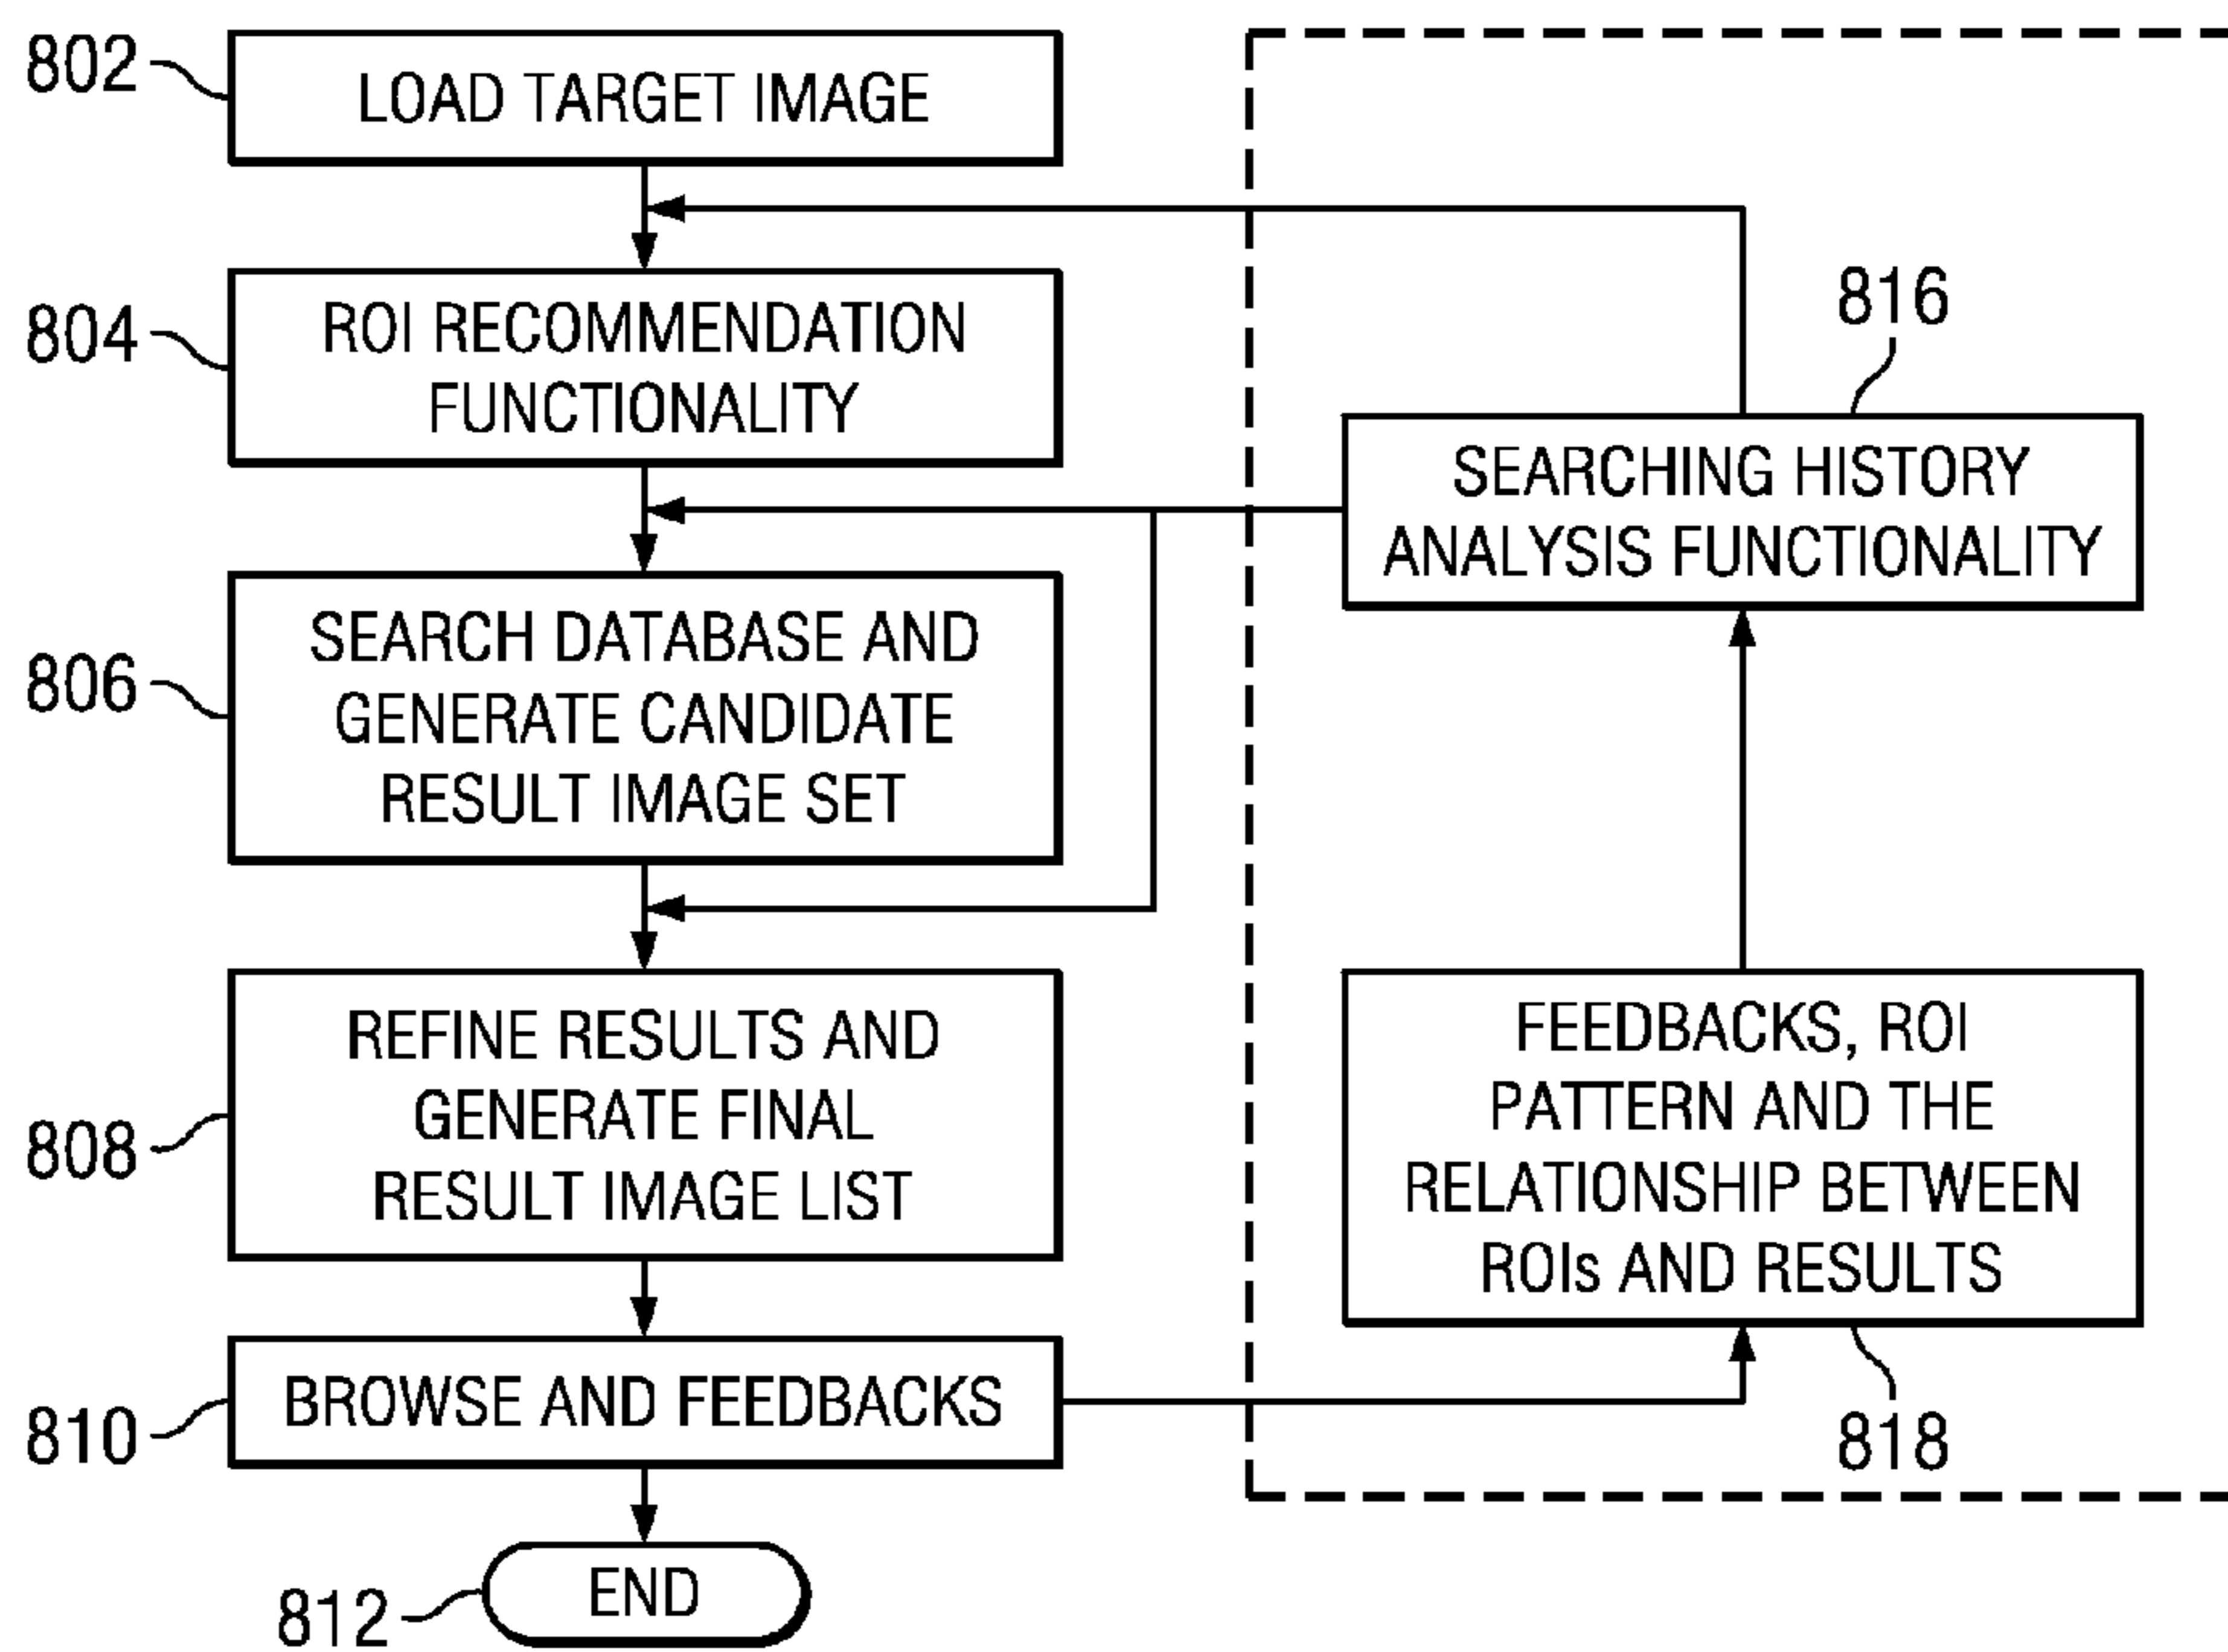 802
LOAD TARGET IMAGE
804
ROI RECOMMENDATION
FUNCTIONALITY
806
SEARCH DATABASE AND
GENERATE CANDIDATE
RESULT IMAGE SET
808
REFINE RESULTS AND
GENERATE FINAL
RESULT IMAGE LIST
810
BROWSE AND FEEDBACKS
812
END
816
SEARCHING HISTORY
ANALYSIS FUNCTIONALITY
FEEDBACKS, ROI
PATTERN AND THE
RELATIONSHIP BETWEEN
ROIs AND RESULTS
818